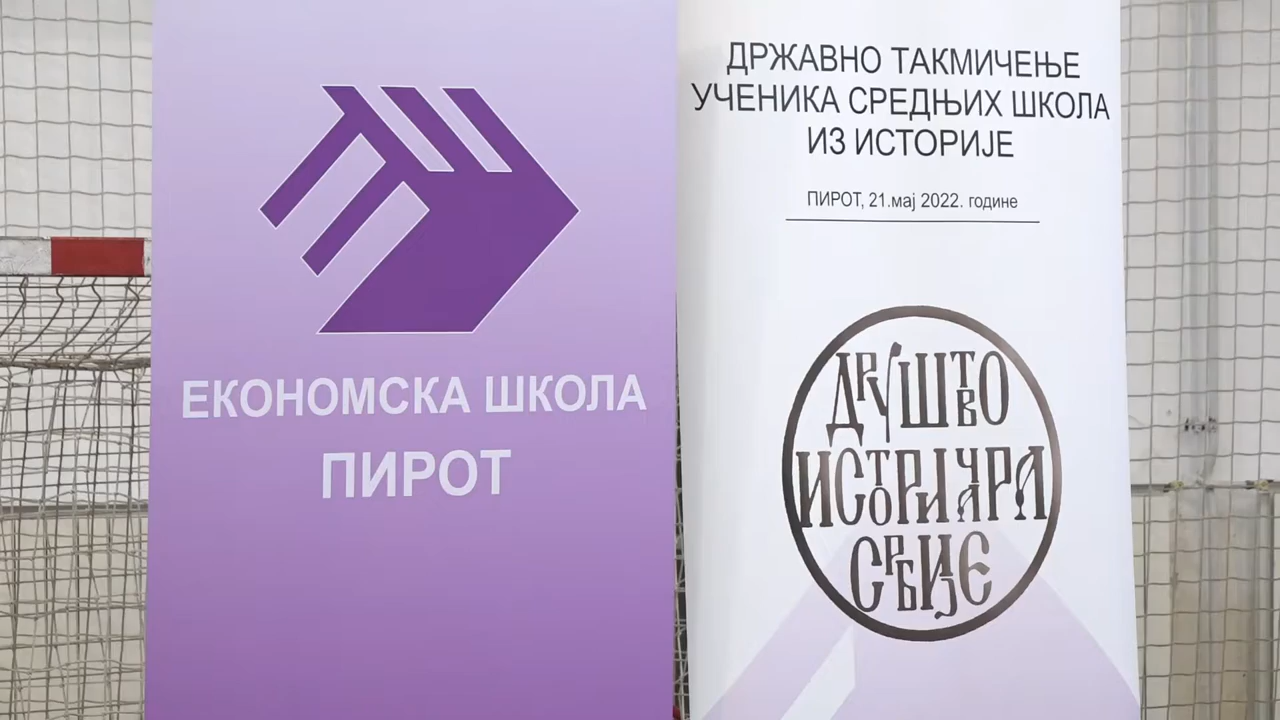 ЕКОНОМСКА ШКОЛА
ПИРОТ
ДРЖАВНО ТАКМИЧЕЊЕ
УЧЕНИКА СРЕДЊИХ ШКОЛА
ИЗ ИСТОРИЈЕ
ПИРОТ, 21.мај 2022. године
ДРУШТВО
ИСТОРИЧАРА
СРБИЈЕ